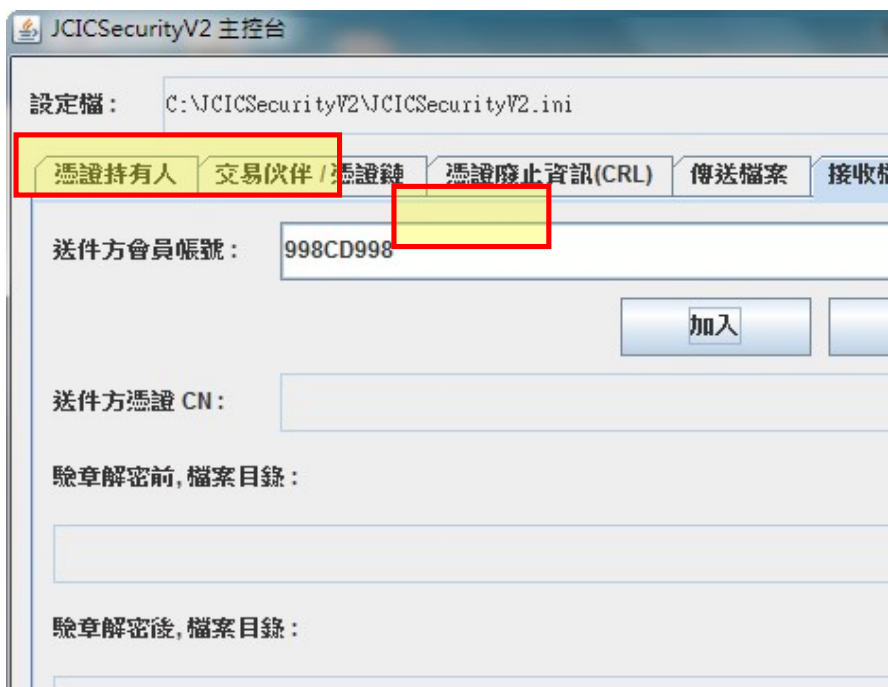 JCICSecurityV2 主控台
設定檔： C:\JCICSecurityV2\JCICSecurityV2.ini
憑證持有人 交易伙伴 / 憑證鏈 憑證廢止資訊(CRL) 傳送檔案 接收檔
送件方會員帳號： 998CD998
加入
送件方憑證 CN：
驗章解密前, 檔案目錄：
驗章解密後, 檔案目錄：